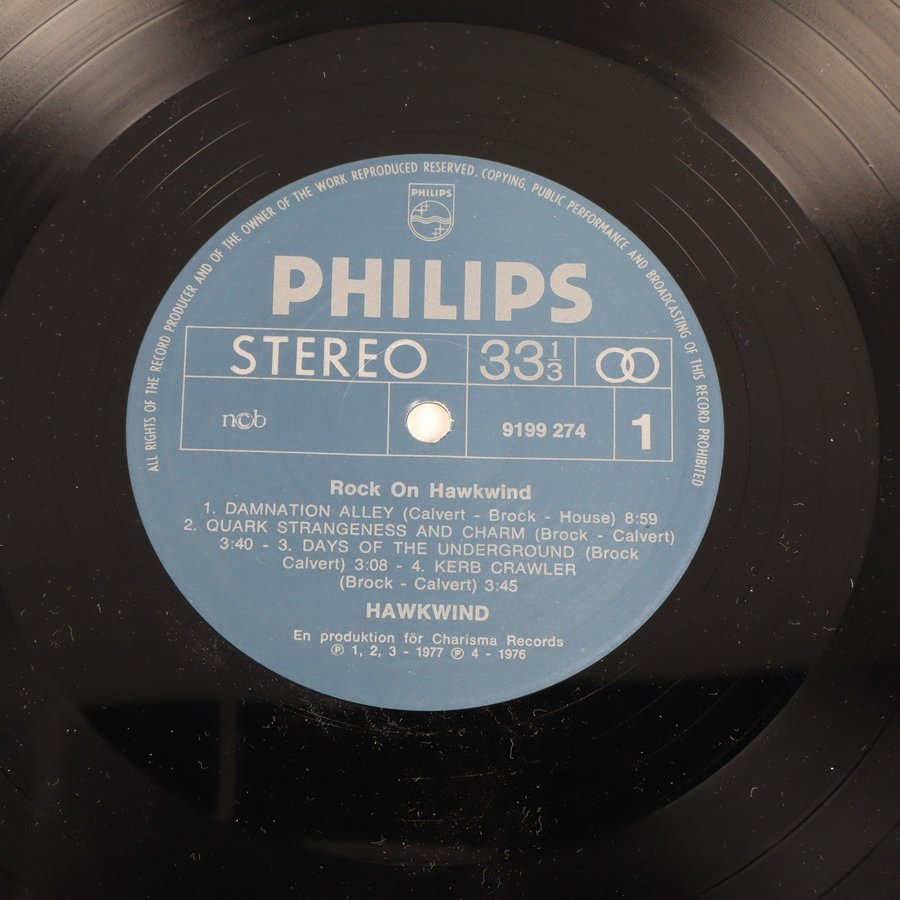 ALL RIGHTS OF THE RECORD PRODUCER AND OF THE OWNER OF THE WORK REPRODUCED RESERVED. COPYING, PUBLIC PERFORMANCE AND BROADCASTING OF THIS RECORD PROHIBITED
PHILIPS
PHILIPS
STEREO 33 1/3
ncb 9199 274 1
Rock On Hawkwind
1. DAMNATION ALLEY (Calvert - Brock - House) 8:59
2. QUARK STRANGENESS AND CHARM (Brock - Calvert)
3:40 - 3. DAYS OF THE UNDERGROUND (Brock
Calvert) 3:08 - 4. KERB CRAWLER
(Brock - Calvert) 3:45
HAWKWIND
En produktion för Charisma Records
℗ 1, 2, 3 - 1977 ℗ 4 - 1976